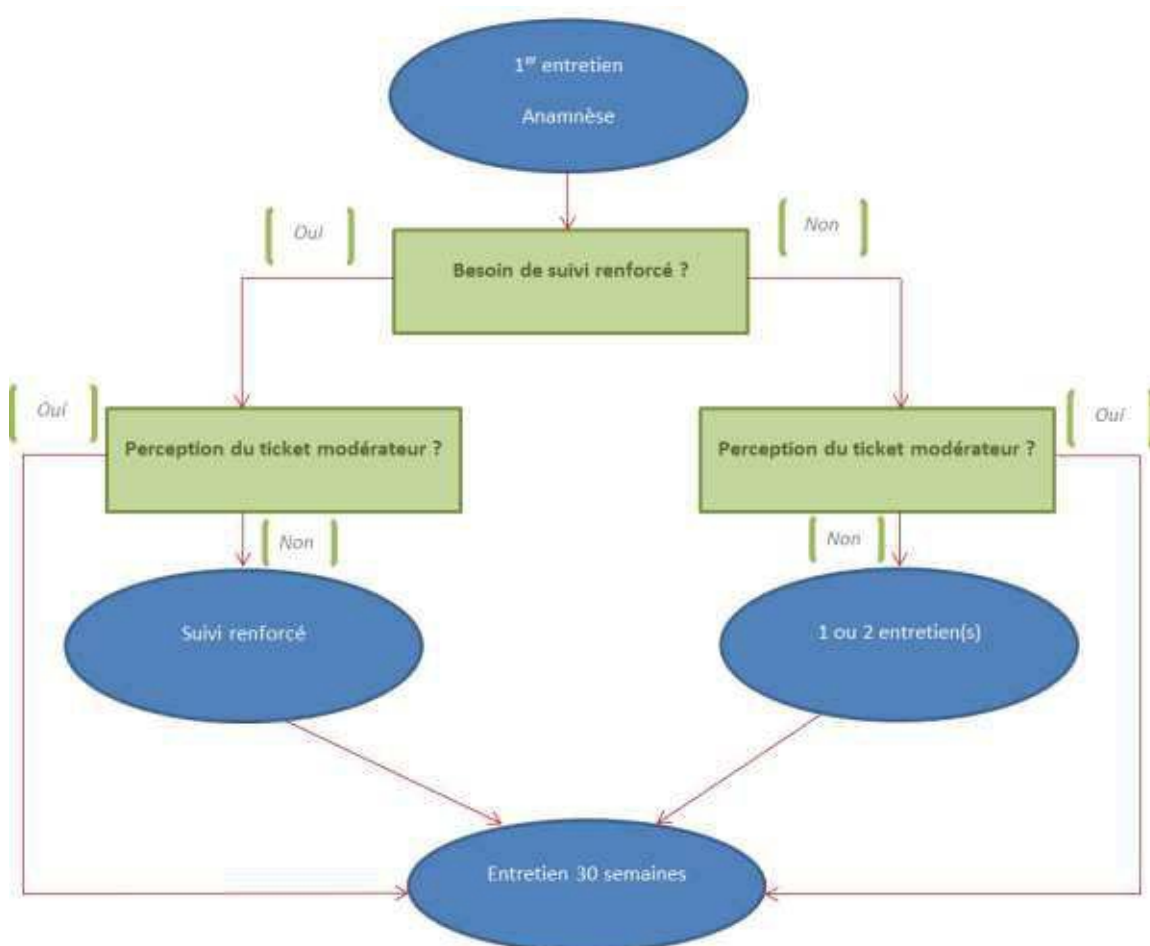 1er entretien
Anamnèse
Oui
Non
Besoin de suivi renforcé ?
Oui
Oui
Perception du ticket modérateur ?
Perception du ticket modérateur ?
Non
Non
Suivi renforcé
1 ou 2 entretien(s)
Entretien 30 semaines